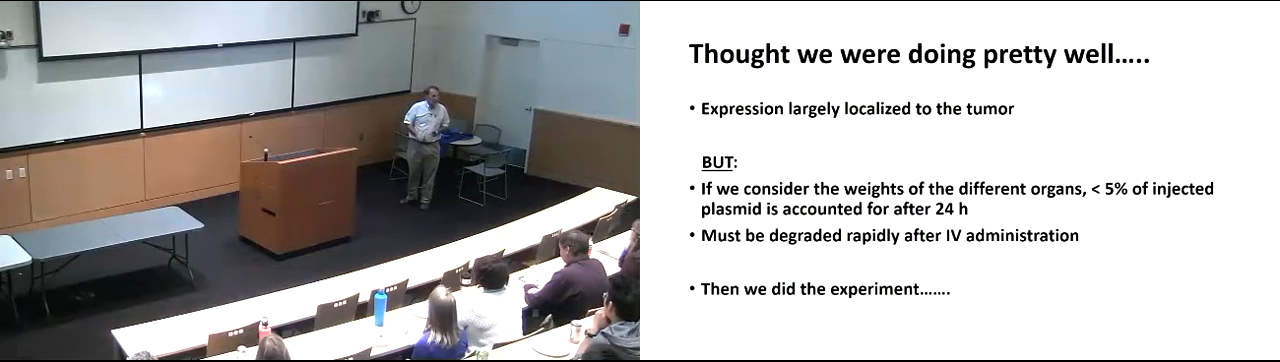 Thought we were doing pretty well…..
• Expression largely localized to the tumor
BUT:
• If we consider the weights of the different organs, < 5% of injected
plasmid is accounted for after 24 h
• Must be degraded rapidly after IV administration
• Then we did the experiment…….